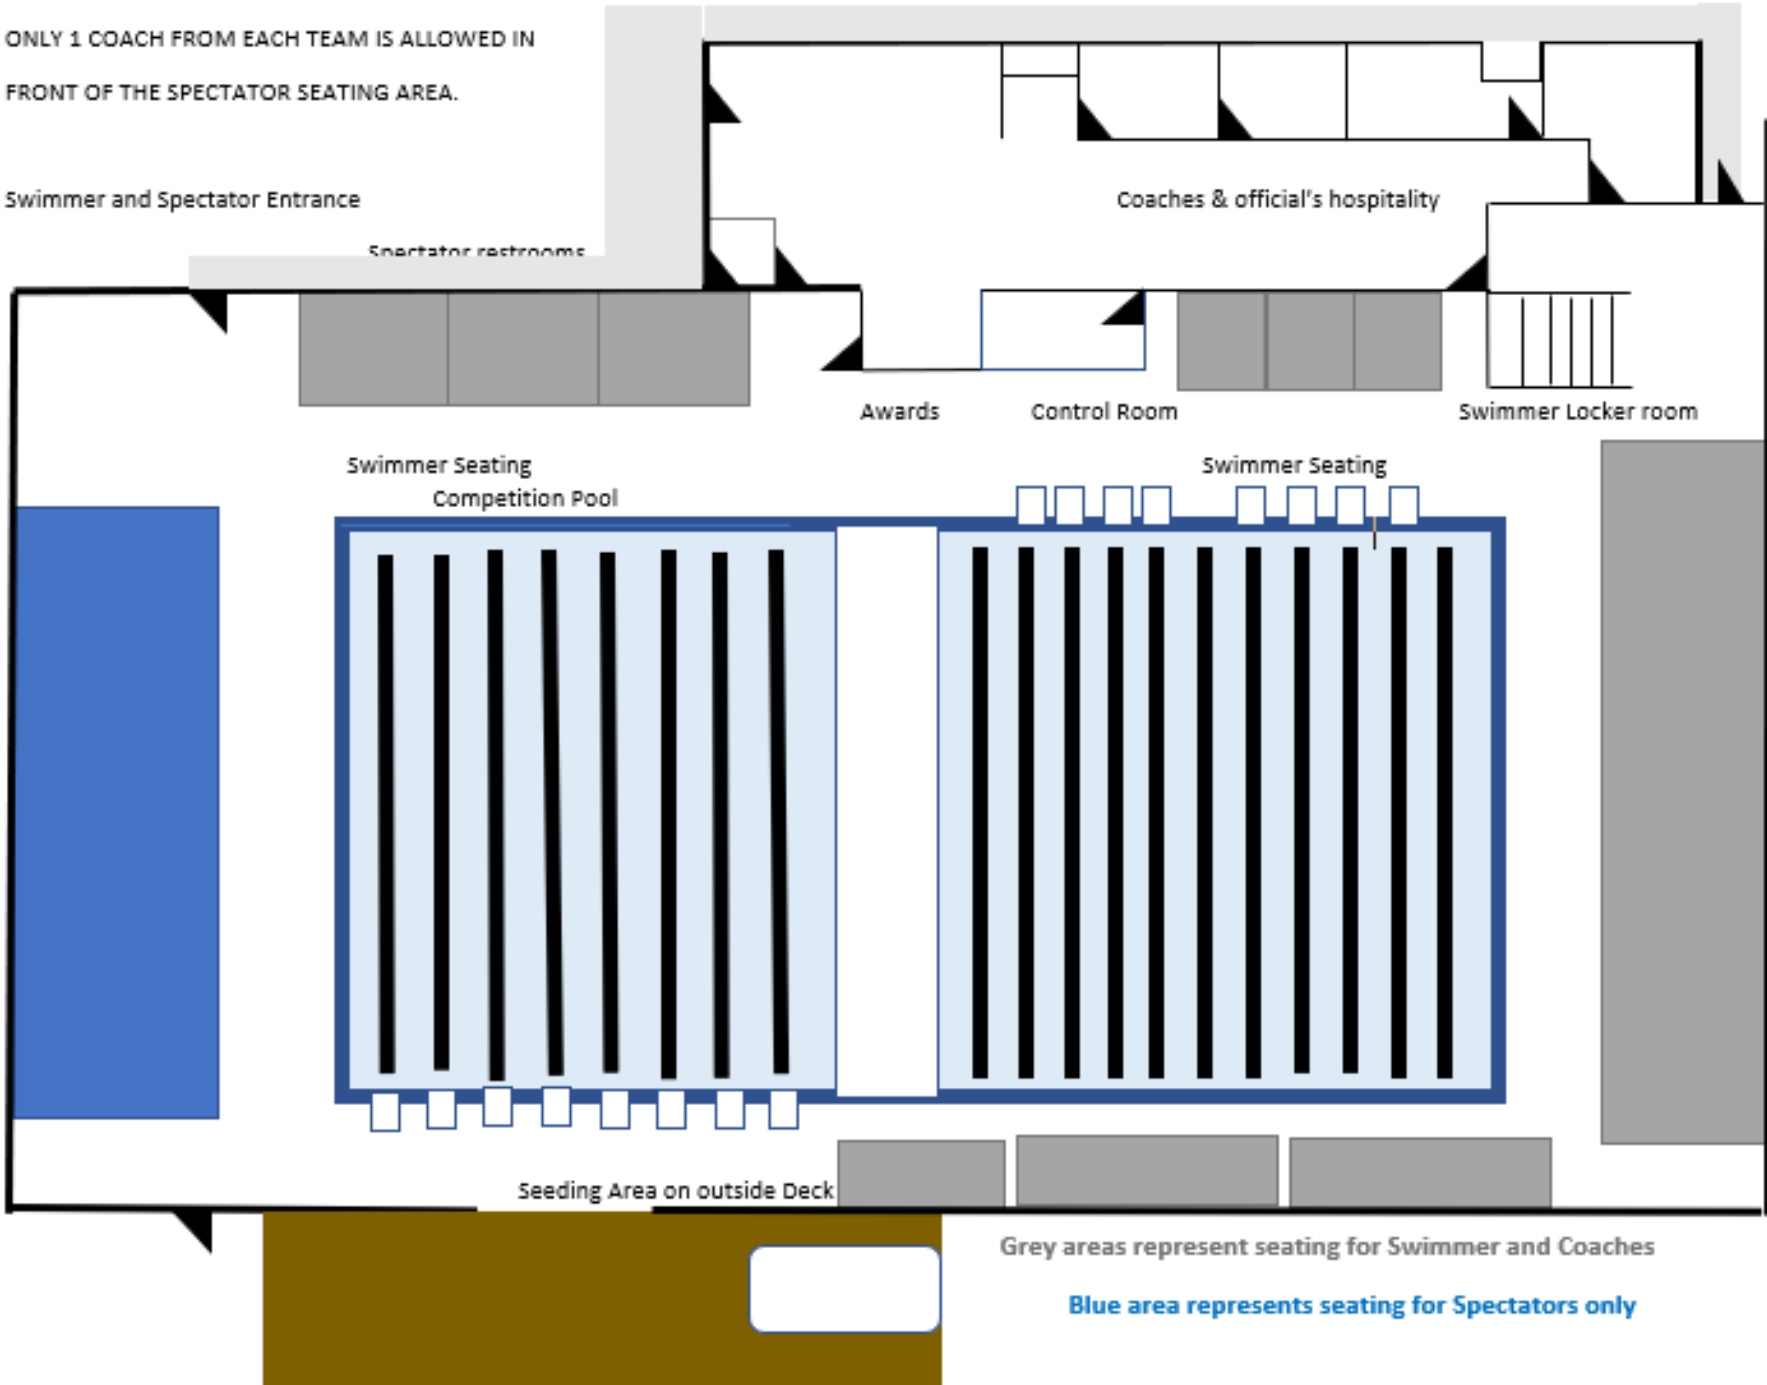 ONLY 1 COACH FROM EACH TEAM IS ALLOWED IN
FRONT OF THE SPECTATOR SEATING AREA.
Swimmer and Spectator Entrance
Coaches & official's hospitality
Spectator restrooms
Awards
Control Room
Swimmer Locker room
Swimmer Seating
Swimmer Seating
Competition Pool
Seeding Area on outside Deck
Grey areas represent seating for Swimmer and Coaches
Blue area represents seating for Spectators only